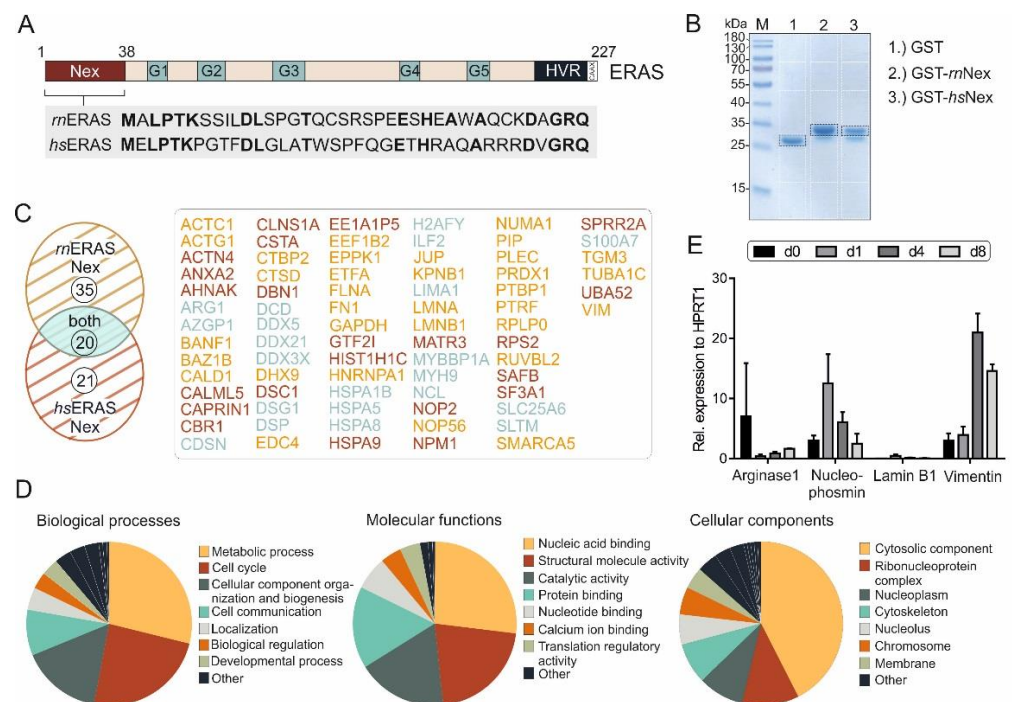 A
1 38 227
Nex G1 G2 G3 G4 G5 HVR CAAX ERAS
rnERAS MALPTKSSILDLSPGTQCSRSPEESHEAWAQCKDAGRQ
hsERAS MELPTKPGTFDLGLATWSPFQGETHRAQARRRDVGRQ
B
kDa M 1 2 3
180
130
100
70
55
40
35
25
15
1.) GST
2.) GST-rnNex
3.) GST-hsNex
C
rnERAS
Nex
35
both
20
21
hsERAS
Nex
ACTC1
ACTG1
ACTN4
ANXA2
AHNAK
ARG1
AZGP1
BANF1
BAZ1B
CALD1
CALML5
CAPRIN1
CBR1
CDSN
CLNS1A
CSTA
CTBP2
CTSD
DBN1
DCD
DDX5
DDX21
DDX3X
DHX9
DSC1
DSG1
DSP
EDC4
EE1A1P5
EEF1B2
EPPK1
ETFA
FLNA
FN1
GAPDH
GTF2I
HIST1H1C
HNRNPA1
HSPA1B
HSPA5
HSPA8
HSPA9
H2AFY
ILF2
JUP
KPNB1
LIMA1
LMNA
LMNB1
MATR3
MYBBP1A
MYH9
NCL
NOP2
NOP56
NPM1
NUMA1
PIP
PLEC
PRDX1
PTBP1
PTRF
RPLP0
RPS2
RUVBL2
SAFB
SF3A1
SLC25A6
SLTM
SMARCA5
SPRR2A
S100A7
TGM3
TUBA1C
UBA52
VIM
E
d0 d1 d4 d8
Rel. expression to HPRT1
30
20
10
0
Arginase1 Nucleo- Lamin B1 Vimentin
phosmin
D
Biological processes
Metabolic process
Cell cycle
Cellular component orga-
nization and biogenesis
Cell communication
Localization
Biological regulation
Developmental process
Other
Molecular functions
Nucleic acid binding
Structural molecule activity
Catalytic activity
Protein binding
Nucleotide binding
Calcium ion binding
Translation regulatory
activity
Other
Cellular components
Cytosolic component
Ribonucleoprotein
complex
Nucleoplasm
Cytoskeleton
Nucleolus
Chromosome
Membrane
Other